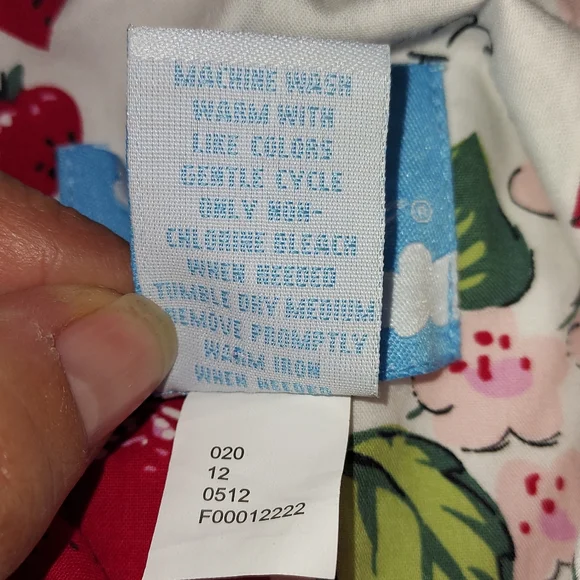 MACHINE WASH
WARM WITH
LIKE COLORS
GENTLE CYCLE
ONLY NON-
CHLORINE BLEACH
WHEN NEEDED
TUMBLE DRY MEDIUM
REMOVE PROMPTLY
WARM IRON
WHEN NEEDED
®
020
12
0512
F00012222